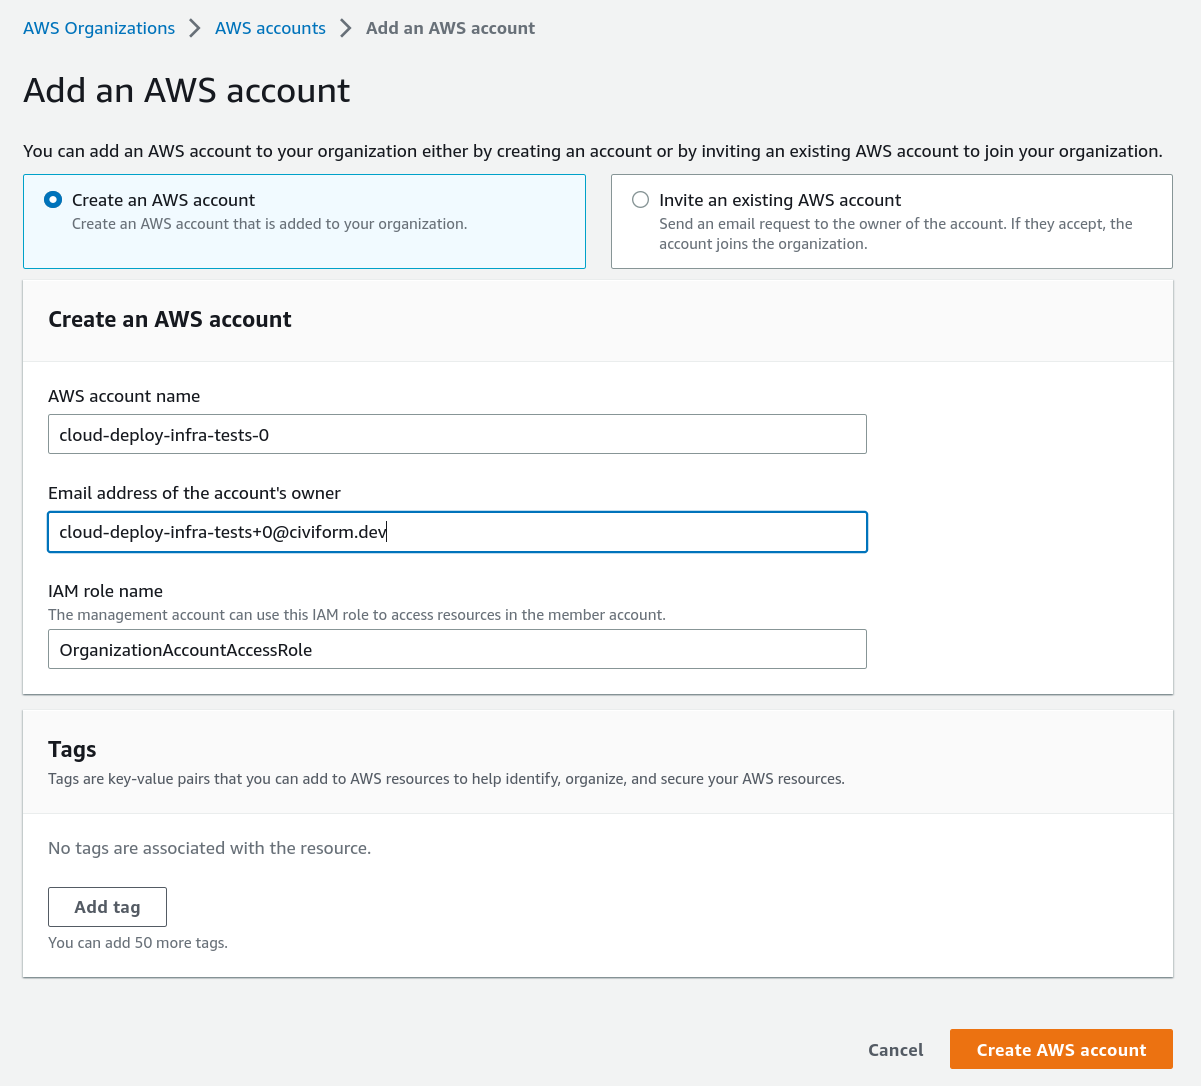 AWS Organizations > AWS accounts > Add an AWS account
Add an AWS account
You can add an AWS account to your organization either by creating an account or by inviting an existing AWS account to join your organization.
Create an AWS account
Create an AWS account that is added to your organization.
Invite an existing AWS account
Send an email request to the owner of the account. If they accept, the
account joins the organization.
Create an AWS account
AWS account name
cloud-deploy-infra-tests-0
Email address of the account's owner
cloud-deploy-infra-tests+0@civiform.dev
IAM role name
The management account can use this IAM role to access resources in the member account.
OrganizationAccountAccessRole
Tags
Tags are key-value pairs that you can add to AWS resources to help identify, organize, and secure your AWS resources.
No tags are associated with the resource.
Add tag
You can add 50 more tags.
Cancel
Create AWS account